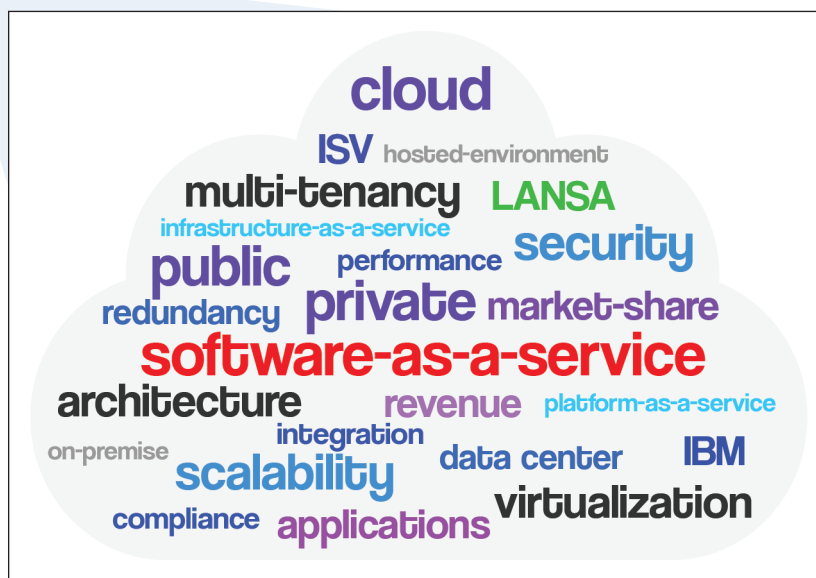 cloud
ISV hosted-environment
multi-tenancy LANSA
infrastructure-as-a-service
security
public performance
redundancy private market-share
software-as-a-service
architecture revenue platform-as-a-service
integration
on-premise
scalability data center IBM
virtualization
compliance applications